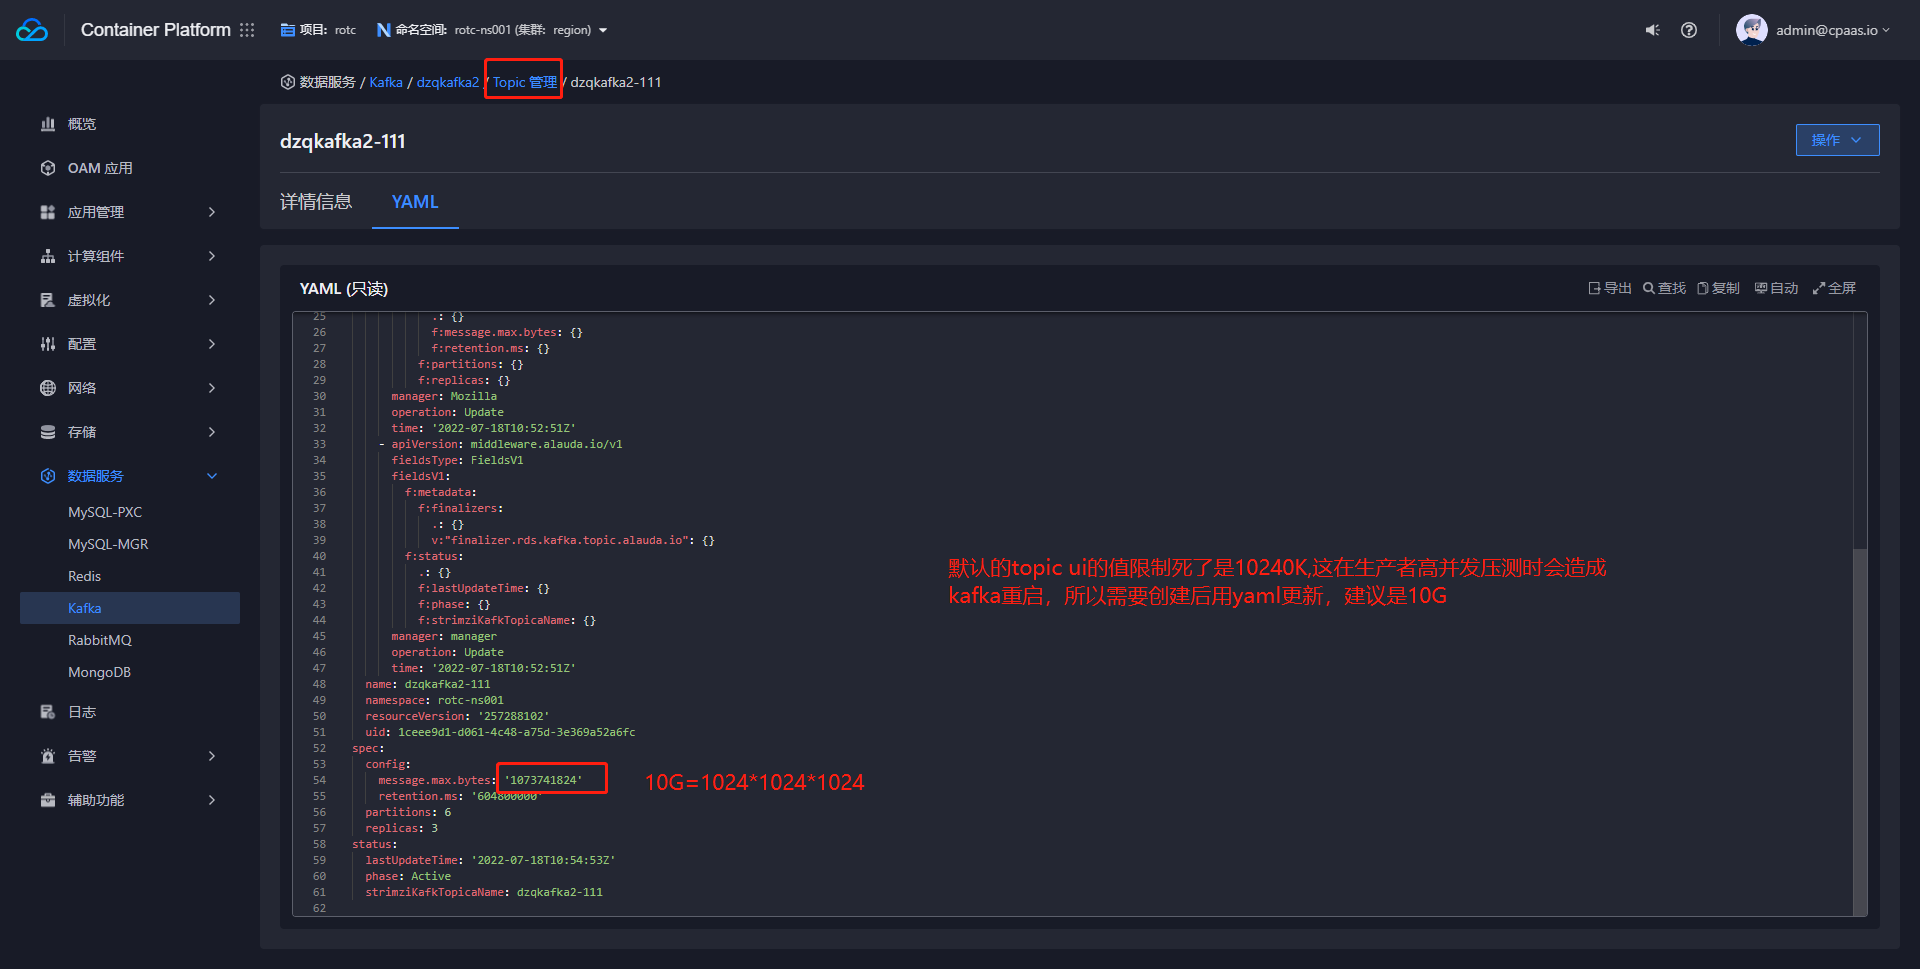 Container Platform 项目: rotc 命名空间: rotc-ns001 (集群: region) admin@cpaas.io
数据服务 / Kafka / dzqkafka2 / Topic 管理 / dzqkafka2-111
概览
OAM 应用
应用管理
计算组件
虚拟化
配置
网络
存储
数据服务
MySQL-PXC
MySQL-MGR
Redis
Kafka
RabbitMQ
MongoDB
日志
告警
辅助功能
dzqkafka2-111
操作
详情信息 YAML
YAML (只读)
导出 查找 复制 自动 全屏
25 .: {}
26 f:message.max.bytes: {}
27 f:retention.ms: {}
28 f:partitions: {}
29 f:replicas: {}
30 manager: Mozilla
31 operation: Update
32 time: '2022-07-18T10:52:51Z'
33 - apiVersion: middleware.alauda.io/v1
34 fieldsType: FieldsV1
35 fieldsV1:
36 f:metadata:
37 f:finalizers:
38 .: {}
39 v:"finalizer.rds.kafka.topic.alauda.io": {}
40 f:status:
41 .: {}
42 f:lastUpdateTime: {}
43 f:phase: {}
44 f:strimziKafkTopicaName: {}
45 manager: manager
46 operation: Update
47 time: '2022-07-18T10:52:51Z'
48 name: dzqkafka2-111
49 namespace: rotc-ns001
50 resourceVersion: '257288102'
51 uid: 1ceee9d1-d061-4c48-a75d-3e369a52a6fc
52 spec:
53 config:
54 message.max.bytes: '1073741824'
55 retention.ms: '604800000'
56 partitions: 6
57 replicas: 3
58 status:
59 lastUpdateTime: '2022-07-18T10:54:53Z'
60 phase: Active
61 strimziKafkTopicaName: dzqkafka2-111
62
默认的topic ui的值限制死了是10240K,这在生产者高并发压测时会造成
kafka重启，所以需要创建后用yaml更新，建议是10G
10G=1024*1024*1024